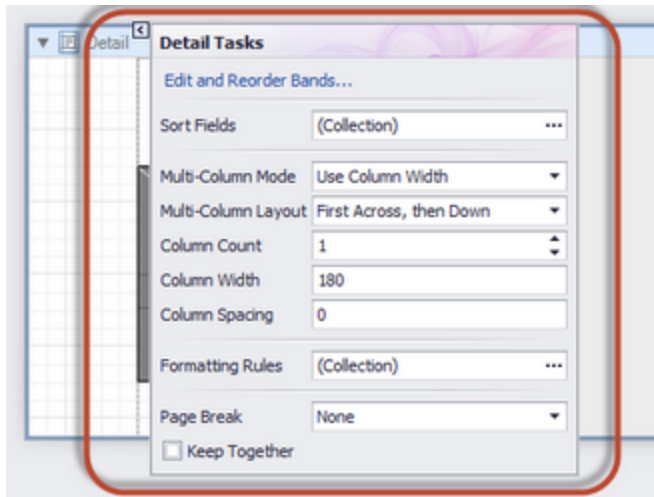 Detail
Detail Tasks
Edit and Reorder Bands...
Sort Fields (Collection) ...
Multi-Column Mode Use Column Width
Multi-Column Layout First Across, then Down
Column Count 1
Column Width 180
Column Spacing 0
Formatting Rules (Collection) ...
Page Break None
Keep Together